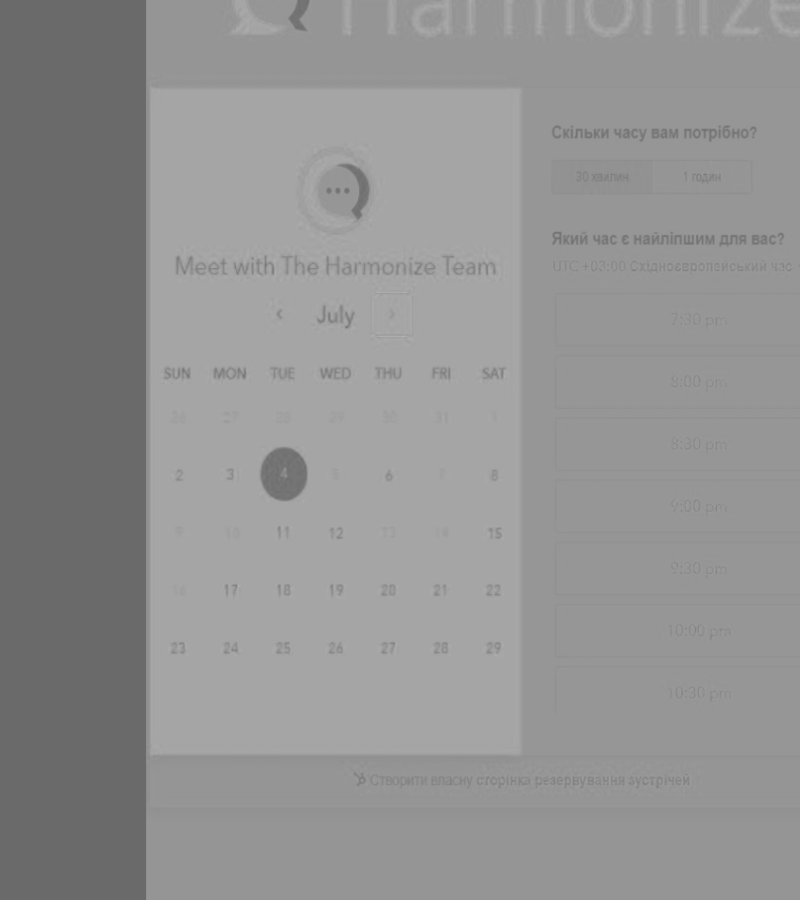 Harmonize
Meet with The Harmonize Team
‹ July ›
SUN MON TUE WED THU FRI SAT
26 27 28 29 30 31 1
2 3 4 5 6 7 8
9 10 11 12 13 14 15
16 17 18 19 20 21 22
23 24 25 26 27 28 29
Скільки часу вам потрібно?
30 хвилин 1 годин
Який час є найліпшим для вас?
UTC +03:00 Східноєвропейський час
7:30 pm
8:00 pm
8:30 pm
9:00 pm
9:30 pm
10:00 pm
10:30 pm
Створити власну сторінка резервування зустрічей